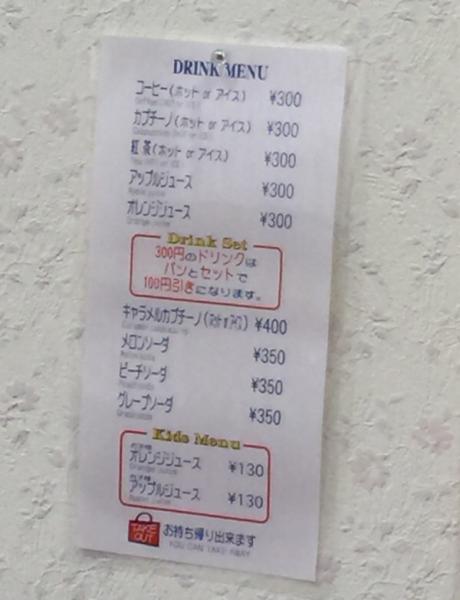 DRINK MENU
コーヒー(ホット or アイス) ¥300
カプチーノ(ホット or アイス) ¥300
紅茶(ホット or アイス) ¥300
アップルジュース ¥300
オレンジジュース ¥300
Drink Set
300円のドリンクは
パンとセットで
100円引きになります。
キャラメルカプチーノ(ホット or アイス) ¥400
メロンソーダ ¥350
ピーチソーダ ¥350
グレープソーダ ¥350
Kids Menu
オレンジジュース ¥130
アップルジュース ¥130
TAKE OUT お持ち帰り出来ます
YOU CAN TAKE AWAY